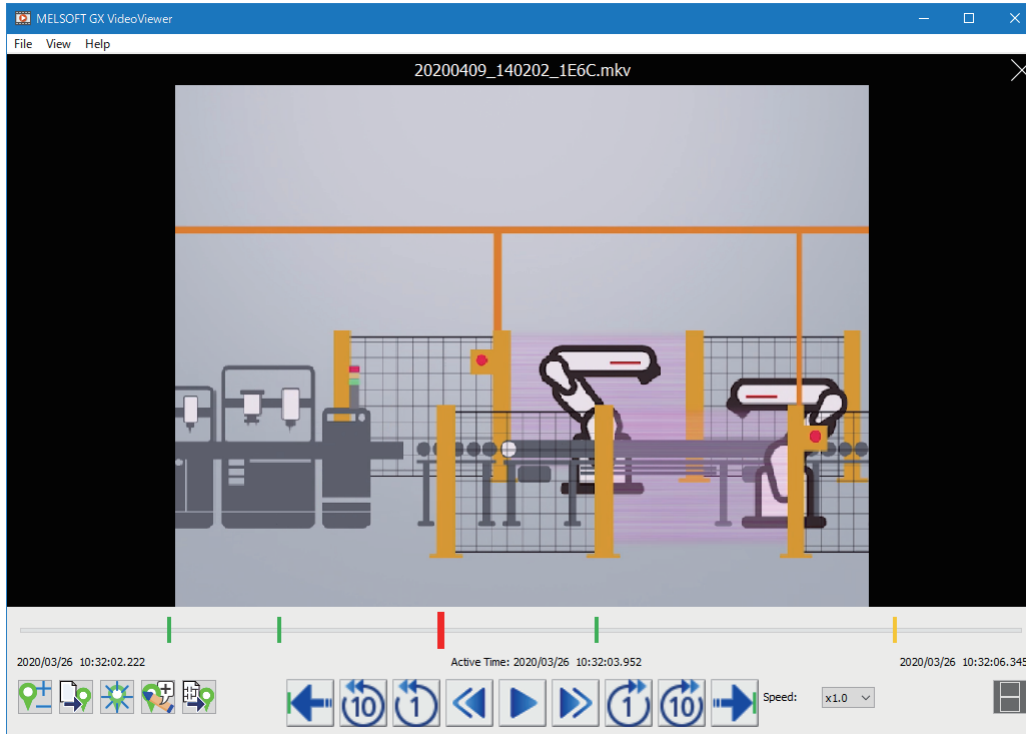 MELSOFT GX VideoViewer
File View Help
20200409_140202_1E6C.mkv
2020/03/26 10:32:02.222
Active Time: 2020/03/26 10:32:03.952
2020/03/26 10:32:06.345
10
1
1
10
Speed:
x1.0